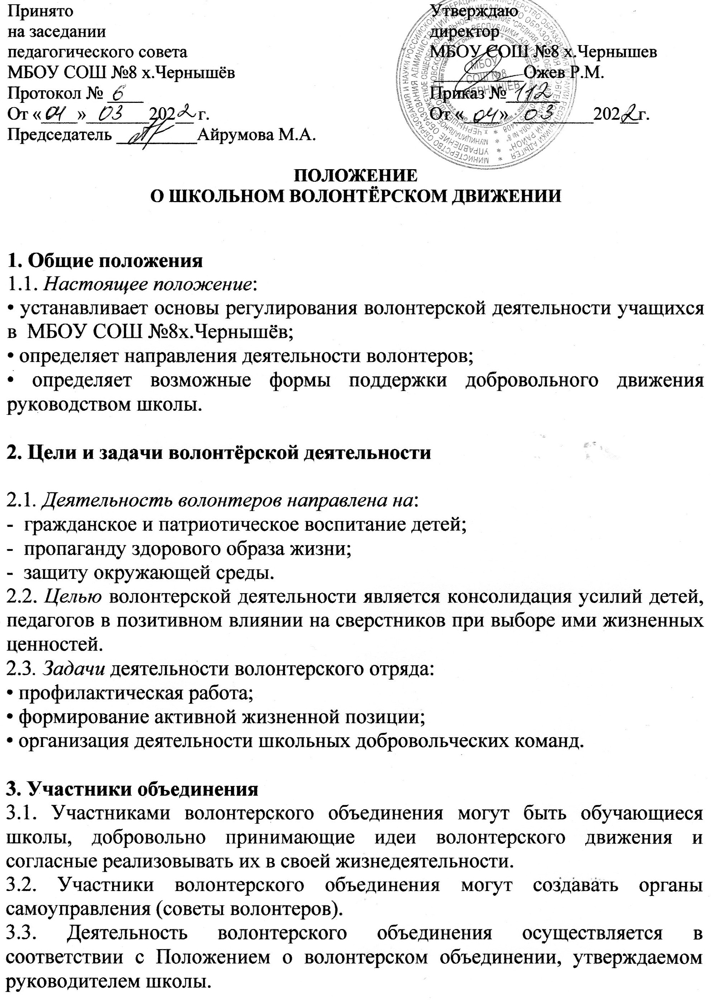 Принято
на заседании
педагогического совета
МБОУ СОШ №8 х.Чернышёв
Протокол № 6
От «04» 03 2022 г.
Председатель Айрумова М.А.
Утверждаю
директор
МБОУ СОШ №8 х.Чернышев
Ожев Р.М.
Приказ № 112
От «04» 03 2022г.
МБОУ
СОШ №8
ЧЕРНЫШЁВ
ПОЛОЖЕНИЕ
О ШКОЛЬНОМ ВОЛОНТЁРСКОМ ДВИЖЕНИИ
1. Общие положения
1.1. Настоящее положение:
• устанавливает основы регулирования волонтерской деятельности учащихся
в МБОУ СОШ №8х.Чернышёв;
• определяет направления деятельности волонтеров;
• определяет возможные формы поддержки добровольного движения
руководством школы.
2. Цели и задачи волонтёрской деятельности
2.1. Деятельность волонтеров направлена на:
- гражданское и патриотическое воспитание детей;
- пропаганду здорового образа жизни;
- защиту окружающей среды.
2.2. Целью волонтерской деятельности является консолидация усилий детей,
педагогов в позитивном влиянии на сверстников при выборе ими жизненных
ценностей.
2.3. Задачи деятельности волонтерского отряда:
• профилактическая работа;
• формирование активной жизненной позиции;
• организация деятельности школьных добровольческих команд.
3. Участники объединения
3.1. Участниками волонтерского объединения могут быть обучающиеся
школы, добровольно принимающие идеи волонтерского движения и
согласные реализовывать их в своей жизнедеятельности.
3.2. Участники волонтерского объединения могут создавать органы
самоуправления (советы волонтеров).
3.3. Деятельность волонтерского объединения осуществляется в
соответствии с Положением о волонтерском объединении, утверждаемом
руководителем школы.